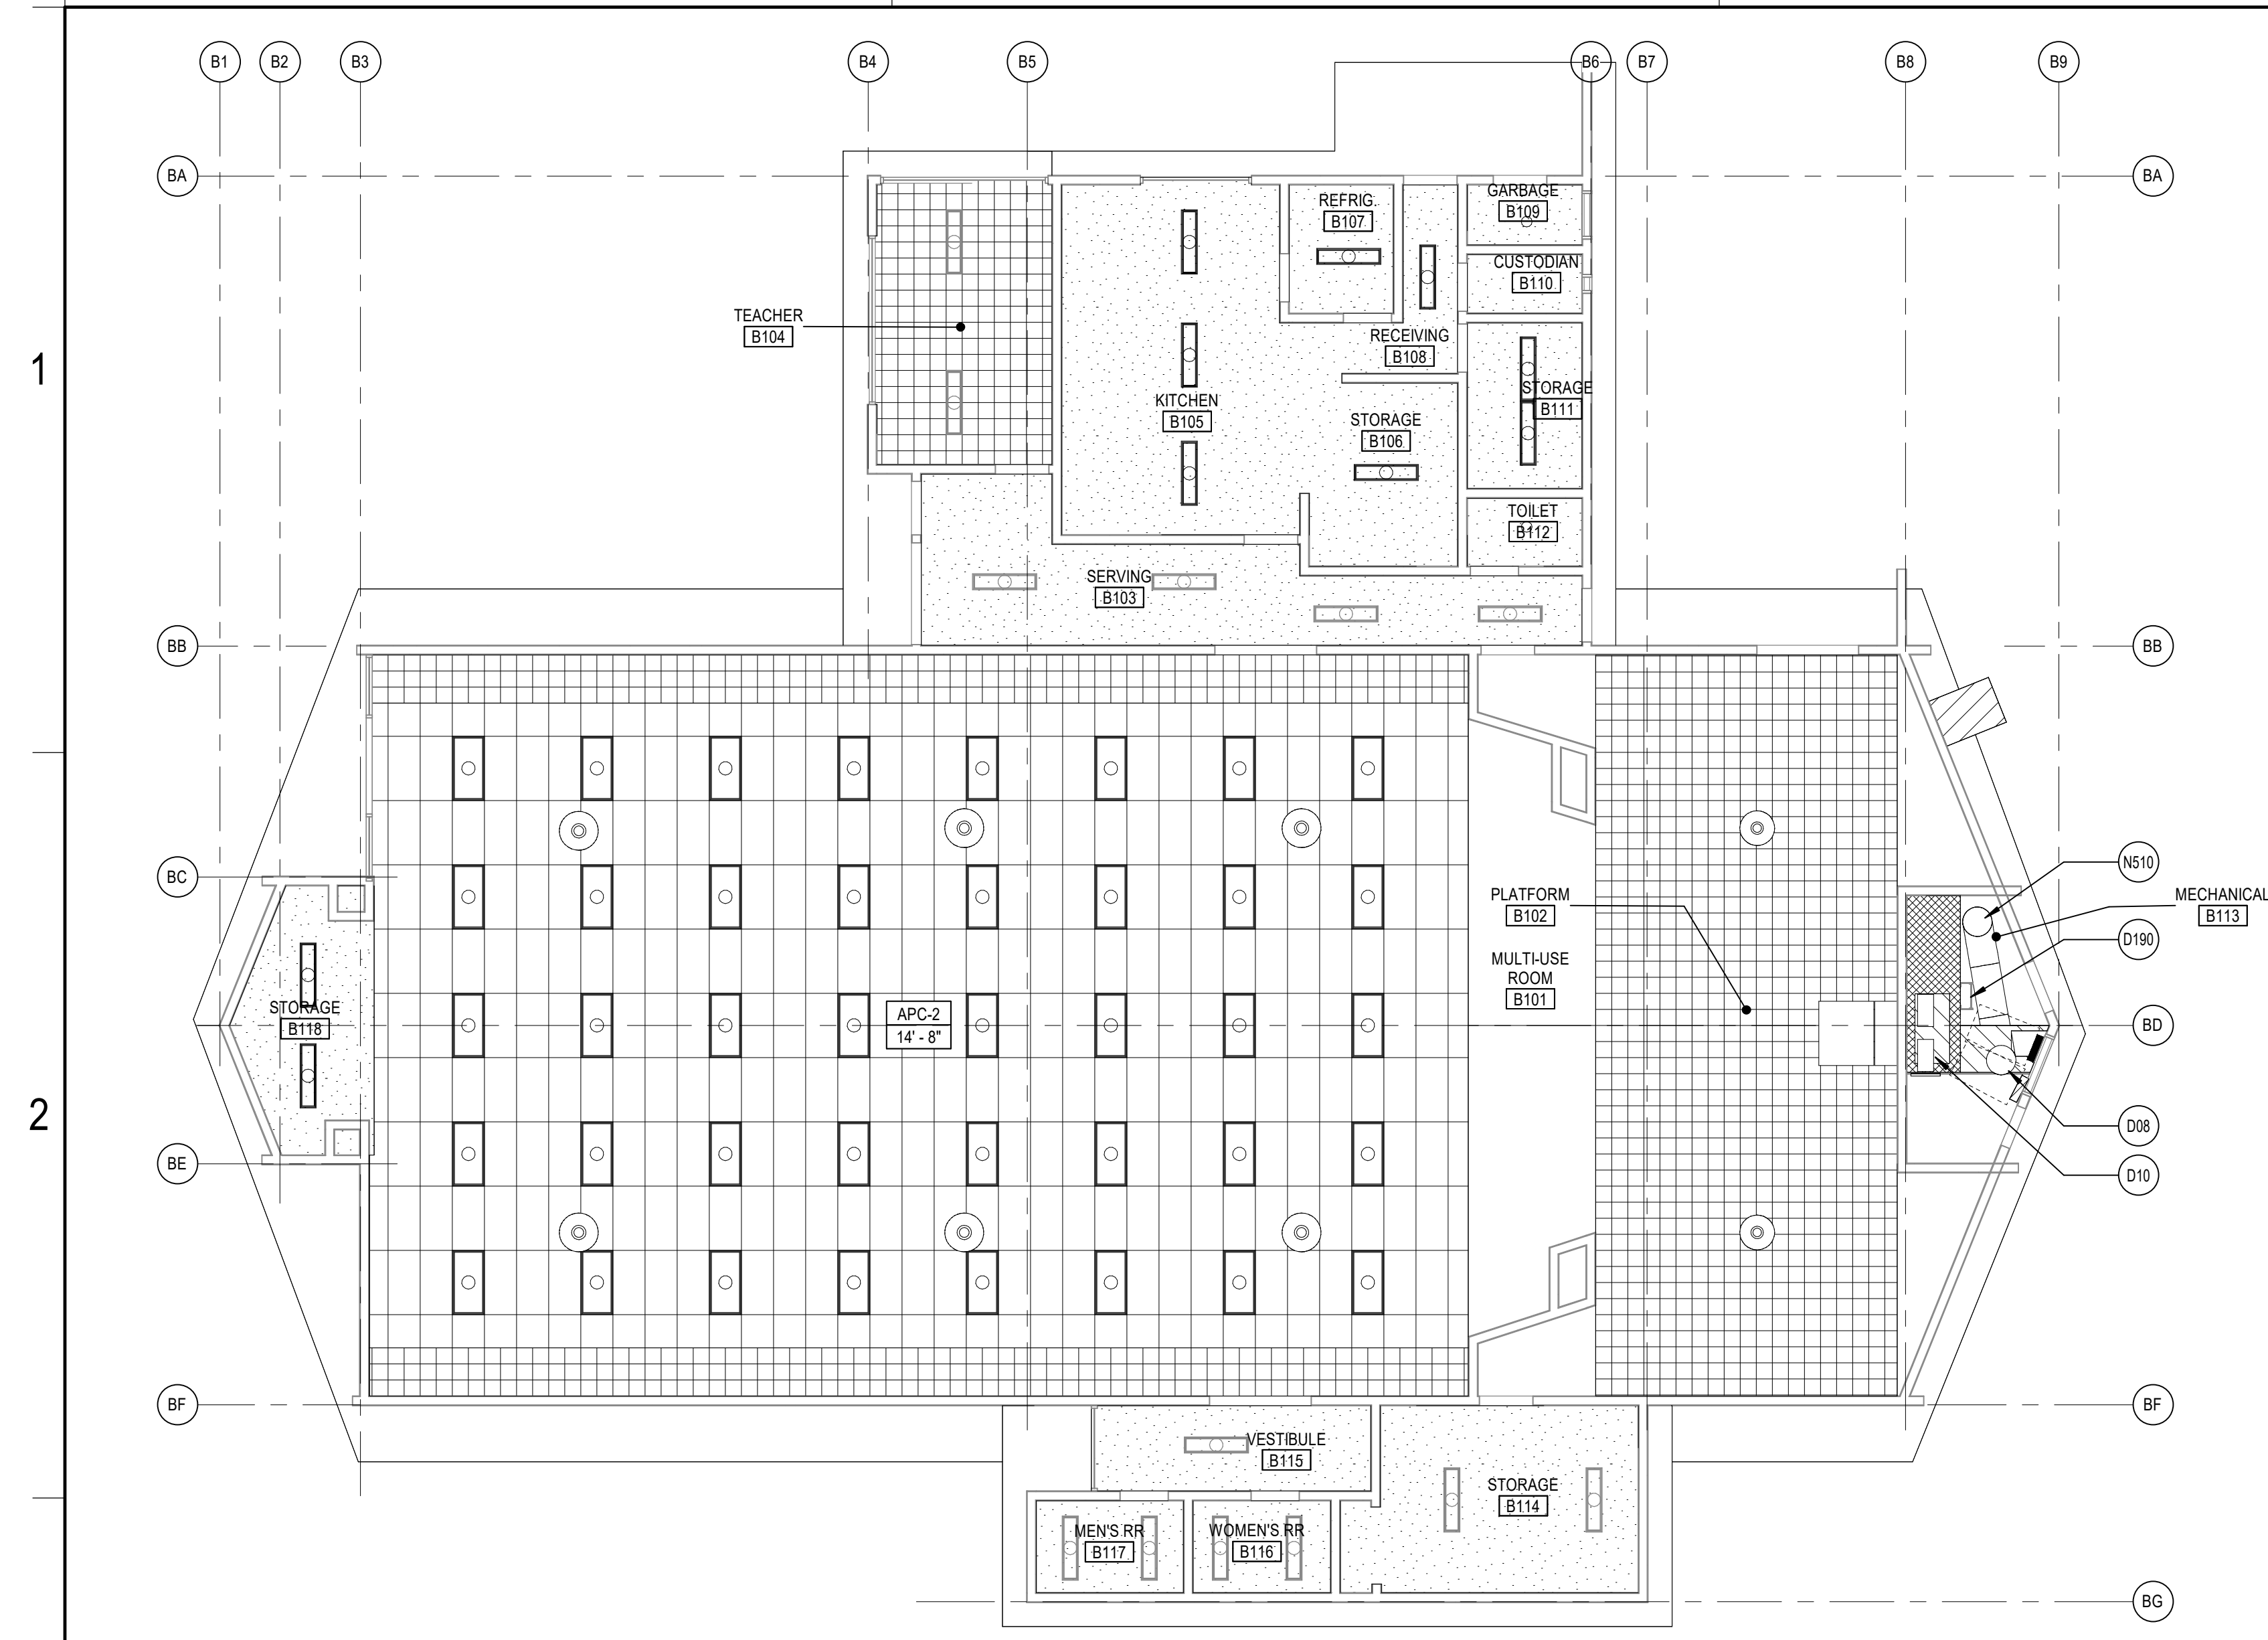 B1
B2
B3
B4
B5
B6
B7
B8
B9
BA
BA
GARBAGE
B109
REFRIG.
B107
CUSTODIAN
B110
TEACHER
B104
RECEIVING
B108
1
KITCHEN
B105
STORAGE
B106
STORAGE
B111
TOILET
B112
SERVING
B103
BB
BB
N510
BC
PLATFORM
B102
MECHANICAL
B113
D190
MULTI-USE
ROOM
B101
STORAGE
B118
APC-2
14' - 8"
BD
2
D08
BE
D10
BF
BF
VESTIBULE
B115
STORAGE
B114
MEN'S RR
B117
WOMEN'S RR
B116
BG